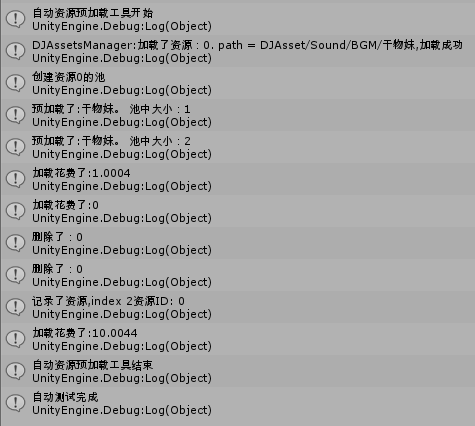 自动资源预加载工具开始
UnityEngine.Debug:Log(Object)
DJAssetsManager:加载了资源：0. path = DJAsset/Sound/BGM/干物妹,加载成功
UnityEngine.Debug:Log(Object)
创建资源0的池
UnityEngine.Debug:Log(Object)
预加载了:干物妹。 池中大小：1
UnityEngine.Debug:Log(Object)
预加载了:干物妹。 池中大小：2
UnityEngine.Debug:Log(Object)
加载花费了:1.0004
UnityEngine.Debug:Log(Object)
加载花费了:0
UnityEngine.Debug:Log(Object)
删除了：0
UnityEngine.Debug:Log(Object)
删除了：0
UnityEngine.Debug:Log(Object)
记录了资源,index 2资源ID: 0
UnityEngine.Debug:Log(Object)
加载花费了:10.0044
UnityEngine.Debug:Log(Object)
自动资源预加载工具结束
UnityEngine.Debug:Log(Object)
自动测试完成
UnityEngine.Debug:Log(Object)